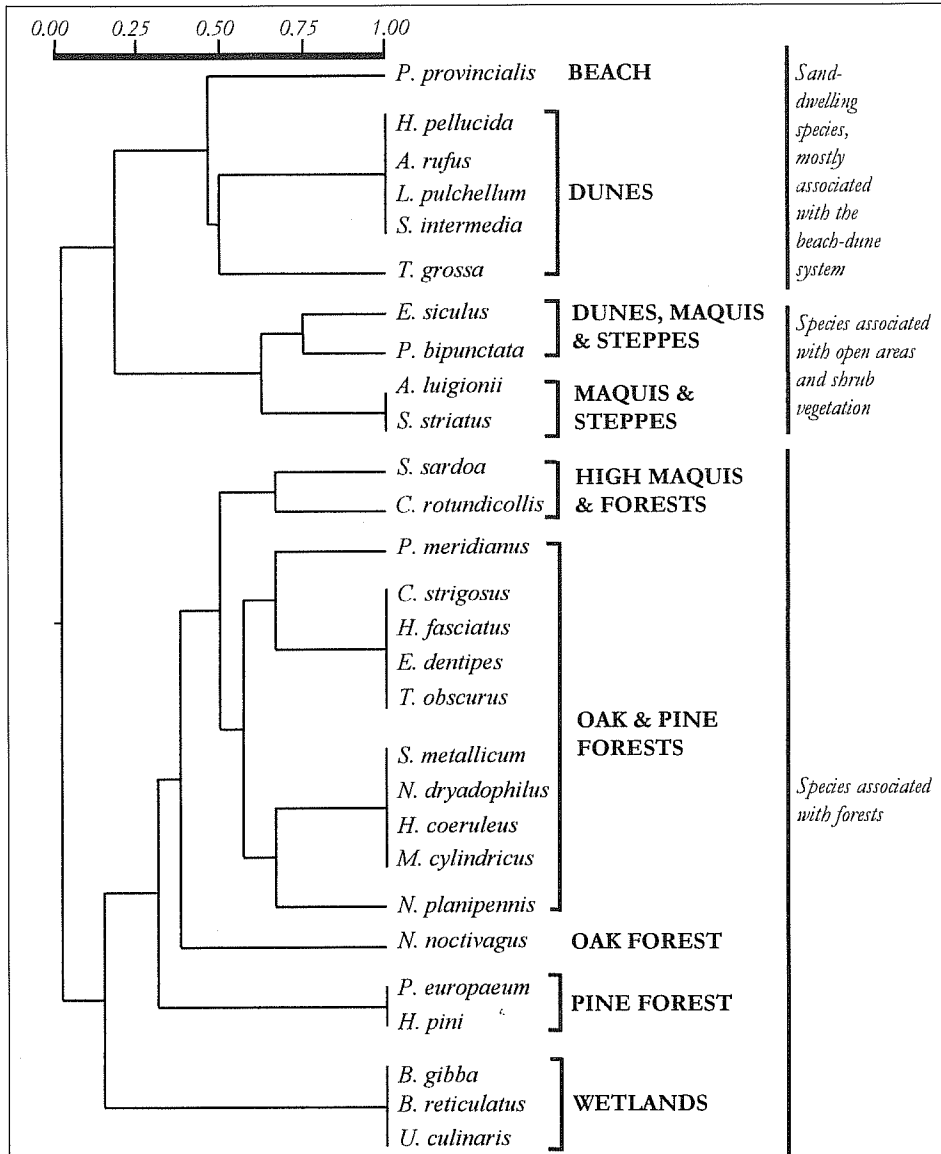 0.00 0.25 0.50 0.75 1.00
P. provincialis BEACH
H. pellucida
A. rufus
L. pulchellum
S. intermedia
T. grossa
DUNES
Sand-
dwelling
species,
mostly
associated
with the
beach-dune
system
E. siculus
P. bipunctata
DUNES, MAQUIS
& STEPPES
A. luigionii
S. striatus
MAQUIS &
STEPPES
Species associated
with open areas
and shrub
vegetation
S. sardoa
C. rotundicollis
HIGH MAQUIS
& FORESTS
P. meridianus
C. strigosus
H. fasciatus
E. dentipes
T. obscurus
S. metallicum
N. dryadophilus
H. coeruleus
M. cylindricus
N. planipennis
OAK & PINE
FORESTS
N. noctivagus OAK FOREST
P. europaeum
H. pini
PINE FOREST
B. gibba
B. reticulatus
U. culinaris
WETLANDS
Species associated
with forests